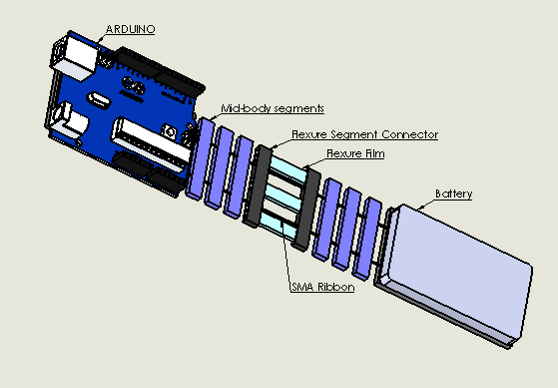 ARDUINO
Mid-body segments
Flexure Segment Connector
Flexure Film
Battery
SMA Ribbon